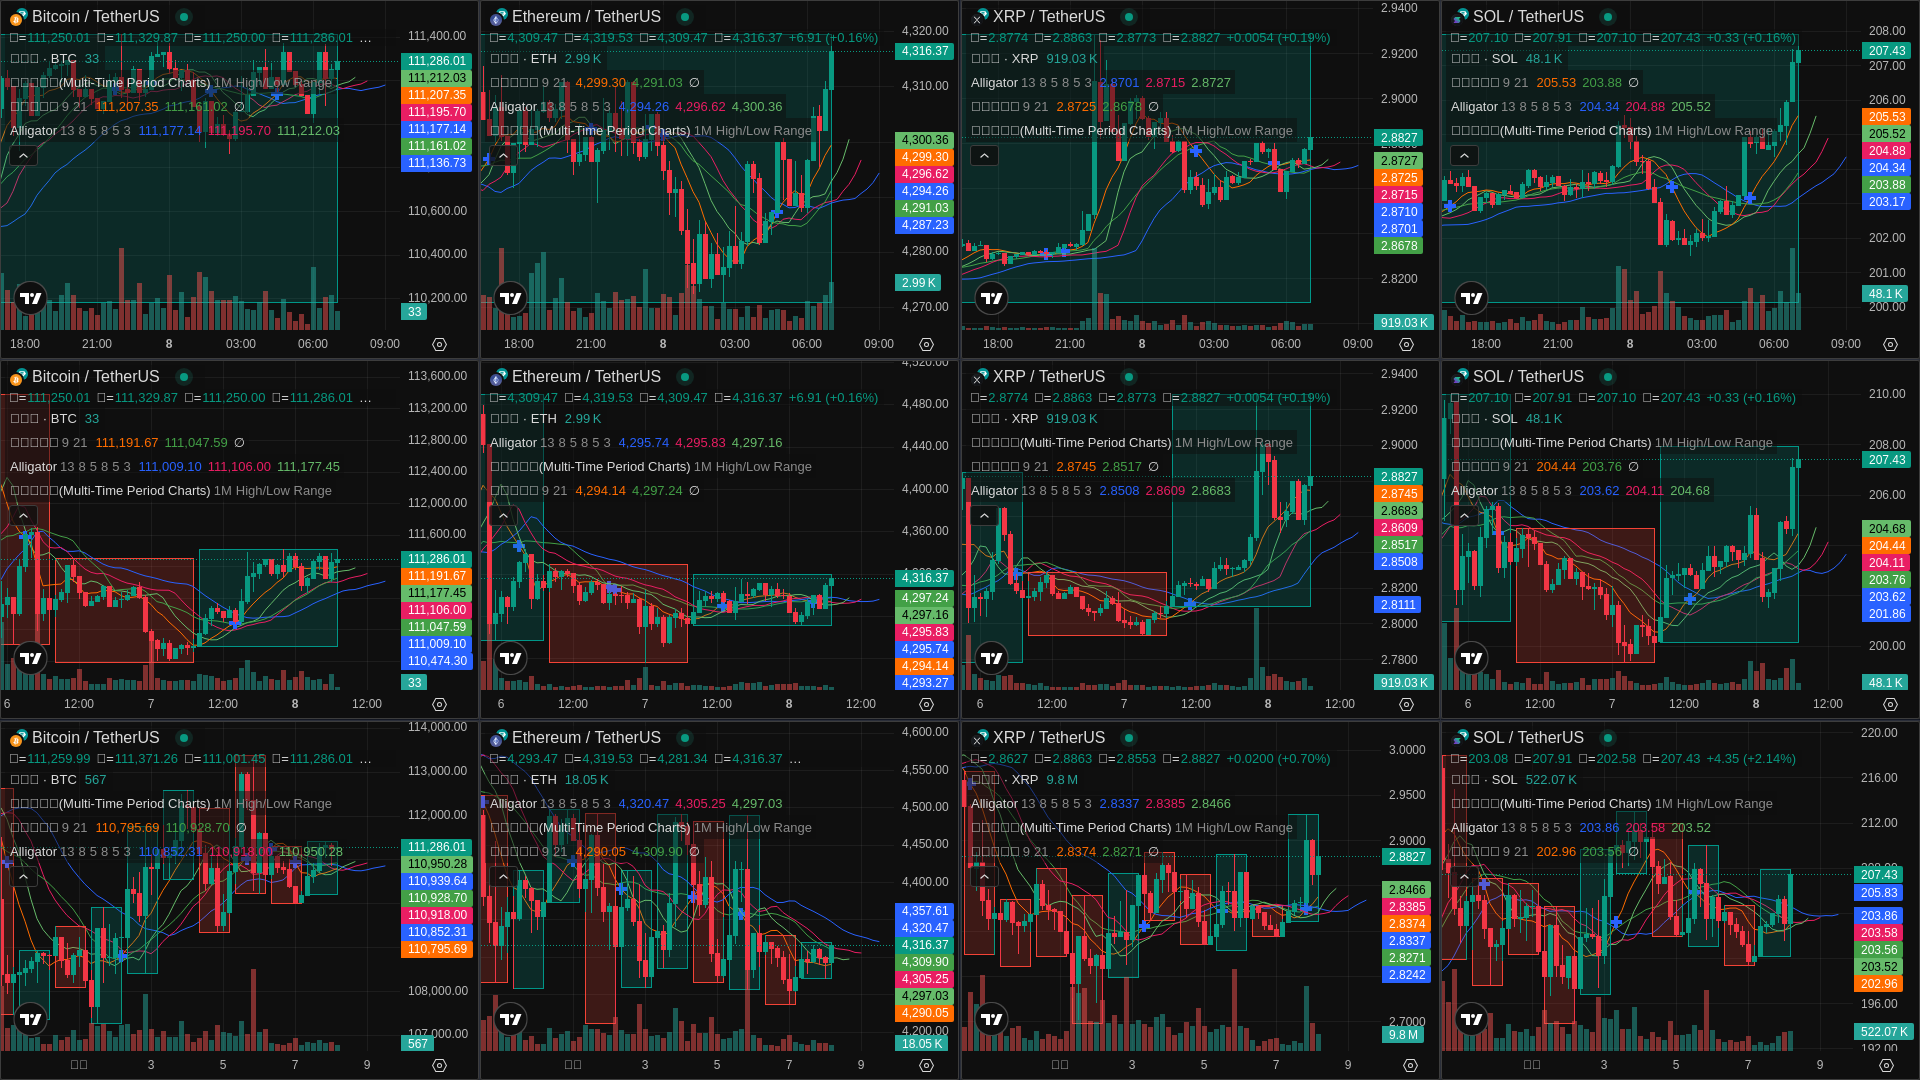 Bitcoin / TetherUS
=111,250.01 =111,329.87 =111,250.00 =111,286.01 ...
· BTC 33
(Multi-Time Period Charts) 1M High/Low Range
9 21 111,207.35 111,161.02 ∅
Alligator 13 8 5 8 5 3 111,177.14 111,195.70 111,212.03
111,400.00
111,286.01
111,212.03
111,207.35
111,195.70
111,177.14
111,161.02
111,136.73
110,600.00
110,400.00
110,200.00
33
18:00 21:00 8 03:00 06:00 09:00
Ethereum / TetherUS
=4,309.47 =4,319.53 =4,309.47 =4,316.37 +6.91 (+0.16%)
· ETH 2.99 K
9 21 4,299.30 4,291.03 ∅
Alligator 13 8 5 8 5 3 4,294.26 4,296.62 4,300.36
(Multi-Time Period Charts) 1M High/Low Range
4,320.00
4,316.37
4,310.00
4,300.36
4,299.30
4,296.62
4,294.26
4,291.03
4,287.23
4,280.00
2.99 K
4,270.00
18:00 21:00 8 03:00 06:00 09:00
XRP / TetherUS
=2.8774 =2.8863 =2.8773 =2.8827 +0.0054 (+0.19%)
· XRP 919.03 K
Alligator 13 8 5 8 5 3 2.8701 2.8715 2.8727
9 21 2.8725 2.8678 ∅
(Multi-Time Period Charts) 1M High/Low Range
2.9400
2.9200
2.9000
2.8827
2.8727
2.8725
2.8715
2.8710
2.8701
2.8678
2.8200
919.03 K
18:00 21:00 8 03:00 06:00 09:00
SOL / TetherUS
=207.10 =207.91 =207.10 =207.43 +0.33 (+0.16%)
· SOL 48.1 K
9 21 205.53 203.88 ∅
Alligator 13 8 5 8 5 3 204.34 204.88 205.52
(Multi-Time Period Charts) 1M High/Low Range
208.00
207.43
207.00
206.00
205.53
205.52
204.88
204.34
203.88
203.17
202.00
201.00
48.1 K
200.00
18:00 21:00 8 03:00 06:00 09:00
Bitcoin / TetherUS
=111,250.01 =111,329.87 =111,250.00 =111,286.01 ...
· BTC 33
9 21 111,191.67 111,047.59 ∅
Alligator 13 8 5 8 5 3 111,009.10 111,106.00 111,177.45
(Multi-Time Period Charts) 1M High/Low Range
113,600.00
113,200.00
112,800.00
112,400.00
112,000.00
111,600.00
111,286.01
111,191.67
111,177.45
111,106.00
111,047.59
111,009.10
110,474.30
33
6 12:00 7 12:00 8 12:00
Ethereum / TetherUS
=4,309.47 =4,319.53 =4,309.47 =4,316.37 +6.91 (+0.16%)
· ETH 2.99 K
Alligator 13 8 5 8 5 3 4,295.74 4,295.83 4,297.16
(Multi-Time Period Charts) 1M High/Low Range
9 21 4,294.14 4,297.24 ∅
4,520.00
4,480.00
4,440.00
4,400.00
4,360.00
4,316.37
4,297.24
4,297.16
4,295.83
4,295.74
4,294.14
4,293.27
6 12:00 7 12:00 8 12:00
XRP / TetherUS
=2.8774 =2.8863 =2.8773 =2.8827 +0.0054 (+0.19%)
· XRP 919.03 K
(Multi-Time Period Charts) 1M High/Low Range
9 21 2.8745 2.8517 ∅
Alligator 13 8 5 8 5 3 2.8508 2.8609 2.8683
2.9400
2.9200
2.9000
2.8827
2.8745
2.8683
2.8609
2.8517
2.8508
2.8200
2.8111
2.8000
2.7800
919.03 K
6 12:00 7 12:00 8 12:00
SOL / TetherUS
=207.10 =207.91 =207.10 =207.43 +0.33 (+0.16%)
· SOL 48.1 K
(Multi-Time Period Charts) 1M High/Low Range
9 21 204.44 203.76 ∅
Alligator 13 8 5 8 5 3 203.62 204.11 204.68
210.00
208.00
207.43
206.00
204.68
204.44
204.11
203.76
203.62
201.86
200.00
48.1 K
6 12:00 7 12:00 8 12:00
Bitcoin / TetherUS
=111,259.99 =111,371.26 =111,001.45 =111,286.01 ...
· BTC 567
(Multi-Time Period Charts) 1M High/Low Range
9 21 110,795.69 110,928.70 ∅
Alligator 13 8 5 8 5 3 110,852.31 110,918.00 110,950.28
114,000.00
113,000.00
112,000.00
111,286.01
110,950.28
110,939.64
110,928.70
110,918.00
110,852.31
110,795.69
108,000.00
107,000.00
567
3 5 7 9
Ethereum / TetherUS
=4,293.47 =4,319.53 =4,281.34 =4,316.37 ...
· ETH 18.05 K
Alligator 13 8 5 8 5 3 4,320.47 4,305.25 4,297.03
(Multi-Time Period Charts) 1M High/Low Range
9 21 4,290.05 4,309.90 ∅
4,600.00
4,550.00
4,500.00
4,450.00
4,400.00
4,357.61
4,320.47
4,316.37
4,309.90
4,305.25
4,297.03
4,290.05
4,200.00
18.05 K
3 5 7 9
XRP / TetherUS
=2.8627 =2.8863 =2.8553 =2.8827 +0.0200 (+0.70%)
· XRP 9.8 M
Alligator 13 8 5 8 5 3 2.8337 2.8385 2.8466
(Multi-Time Period Charts) 1M High/Low Range
9 21 2.8374 2.8271 ∅
3.0000
2.9500
2.9000
2.8827
2.8466
2.8385
2.8374
2.8337
2.8271
2.8242
2.7000
9.8 M
3 5 7 9
SOL / TetherUS
=203.08 =207.91 =202.58 =207.43 +4.35 (+2.14%)
· SOL 522.07 K
(Multi-Time Period Charts) 1M High/Low Range
Alligator 13 8 5 8 5 3 203.86 203.58 203.52
9 21 202.96 203.56 ∅
220.00
216.00
212.00
207.43
205.83
203.86
203.58
203.56
203.52
202.96
196.00
522.07 K
192.00
3 5 7 9